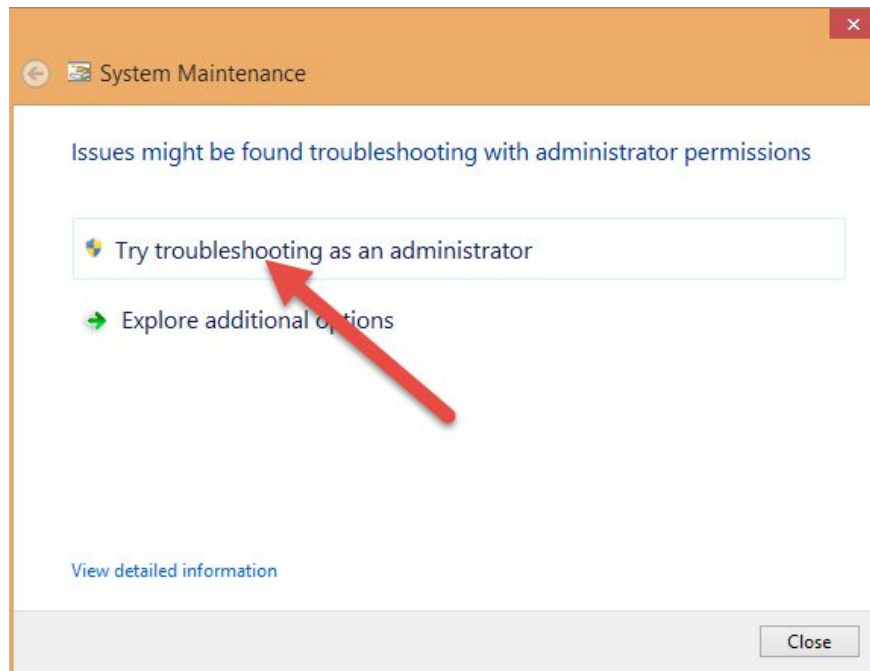 System Maintenance
Issues might be found troubleshooting with administrator permissions
Try troubleshooting as an administrator
Explore additional options
View detailed information
Close